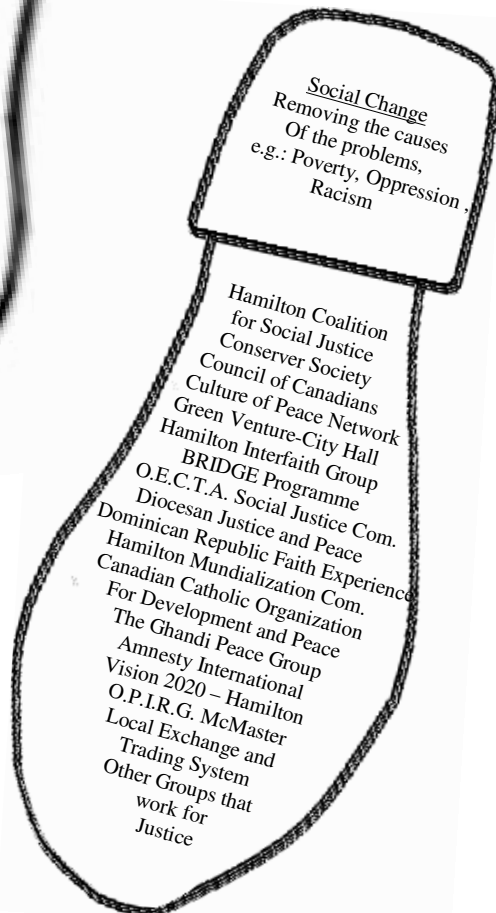 Social Change
Removing the causes
Of the problems,
e.g.: Poverty, Oppression ,
Racism
Hamilton Coalition
for Social Justice
Conserver Society
Council of Canadians
Culture of Peace Network
Green Venture-City Hall
Hamilton Interfaith Group
BRIDGE Programme
O.E.C.T.A. Social Justice Com.
Diocesan Justice and Peace
Dominican Republic Faith Experience
Hamilton Mundialization Com.
Canadian Catholic Organization
For Development and Peace
The Ghandi Peace Group
Amnesty International
Vision 2020 – Hamilton
O.P.I.R.G. McMaster
Local Exchange and
Trading System
Other Groups that
work for
Justice